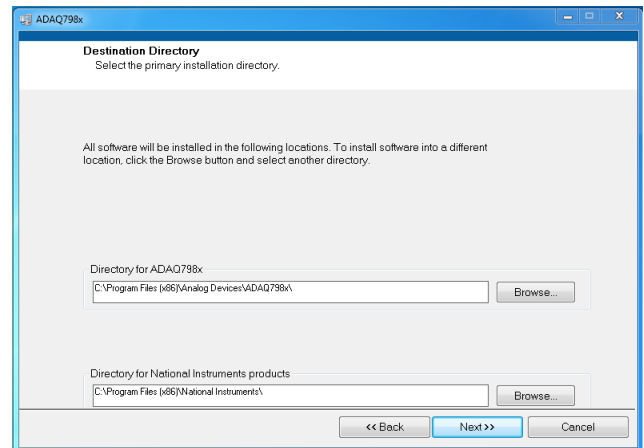 ADAQ798x
Destination Directory
Select the primary installation directory.
All software will be installed in the following locations. To install software into a different
location, click the Browse button and select another directory.
Directory for ADAQ798x
C:\Program Files (x86)\Analog Devices\ADAQ798x\
Browse...
Directory for National Instruments products
C:\Program Files (x86)\National Instruments\
Browse...
<< Back
Next >>
Cancel